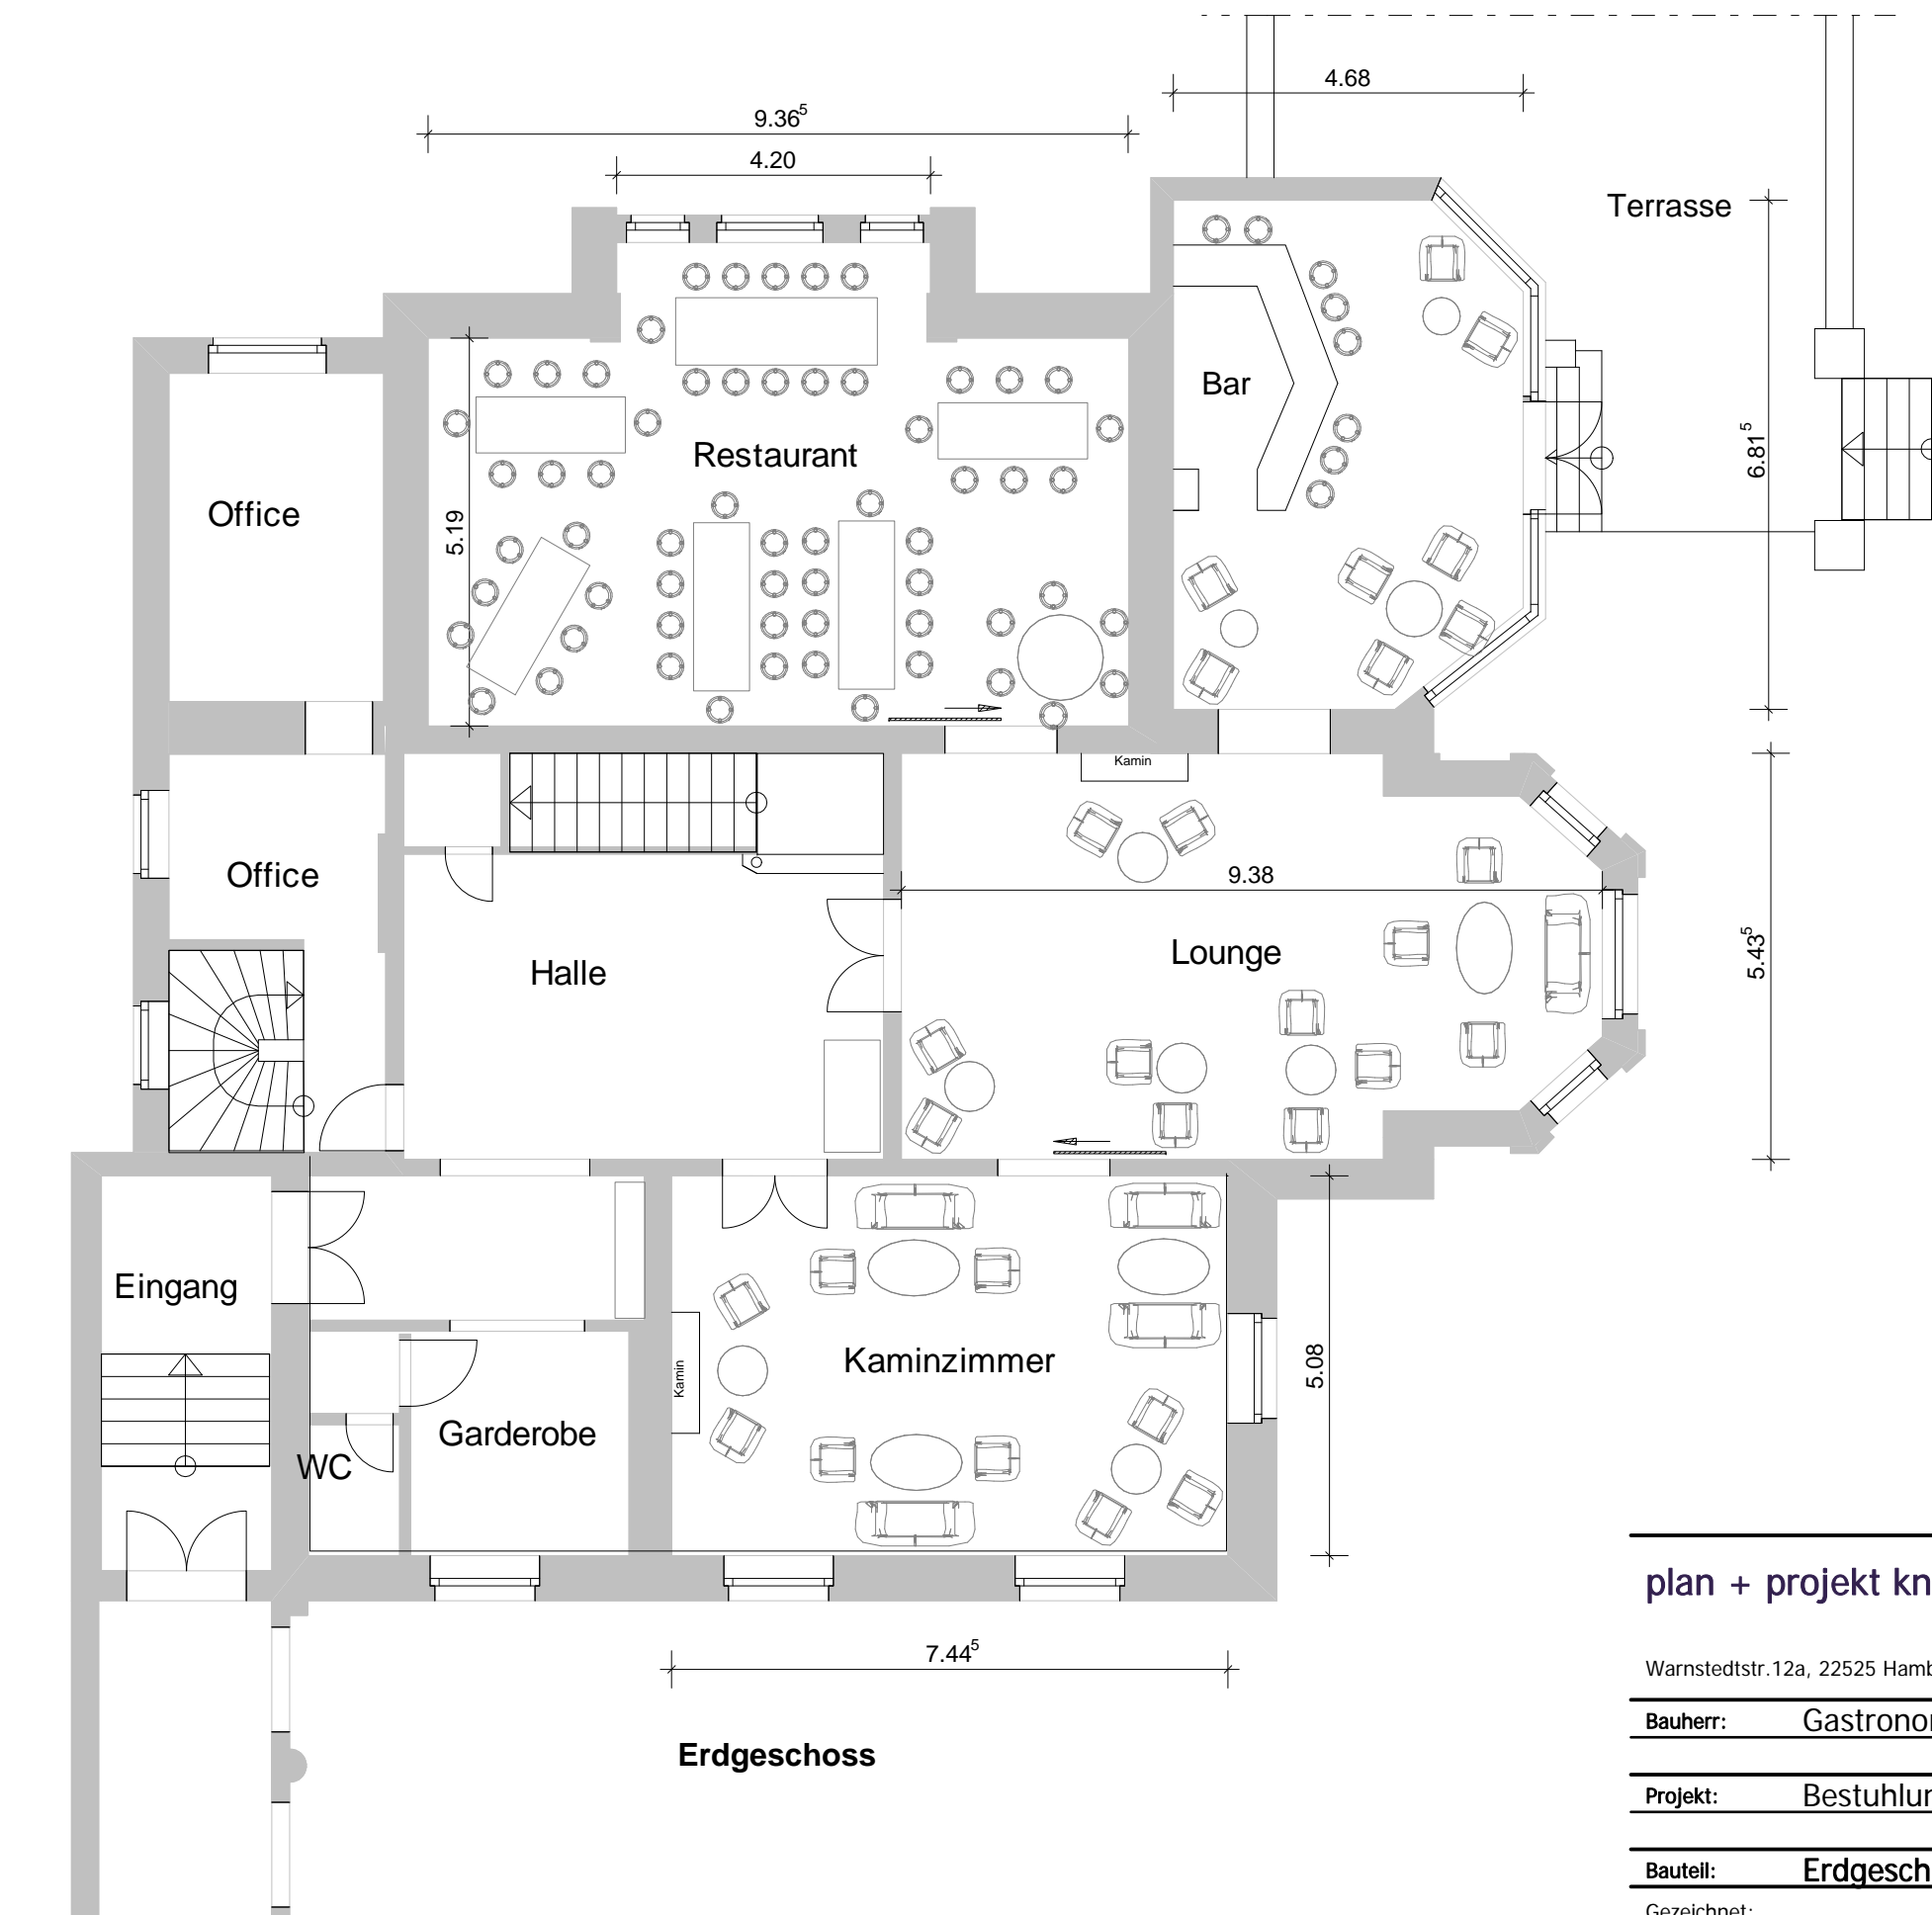 4.68
9.36⁵
4.20
Terrasse
Bar
Restaurant
6.81⁵
Office
5.19
Kamin
Office
9.38
Lounge
5.43⁵
Halle
Eingang
Kaminzimmer
Kamin
5.08
Garderobe
WC
7.44⁵
Erdgeschoss
plan + projekt kn
Warnstedtstr.12a, 22525 Hamb
Bauherr: Gastronor
Projekt: Bestuhlun
Bauteil: Erdgesch
Gezeichnet: